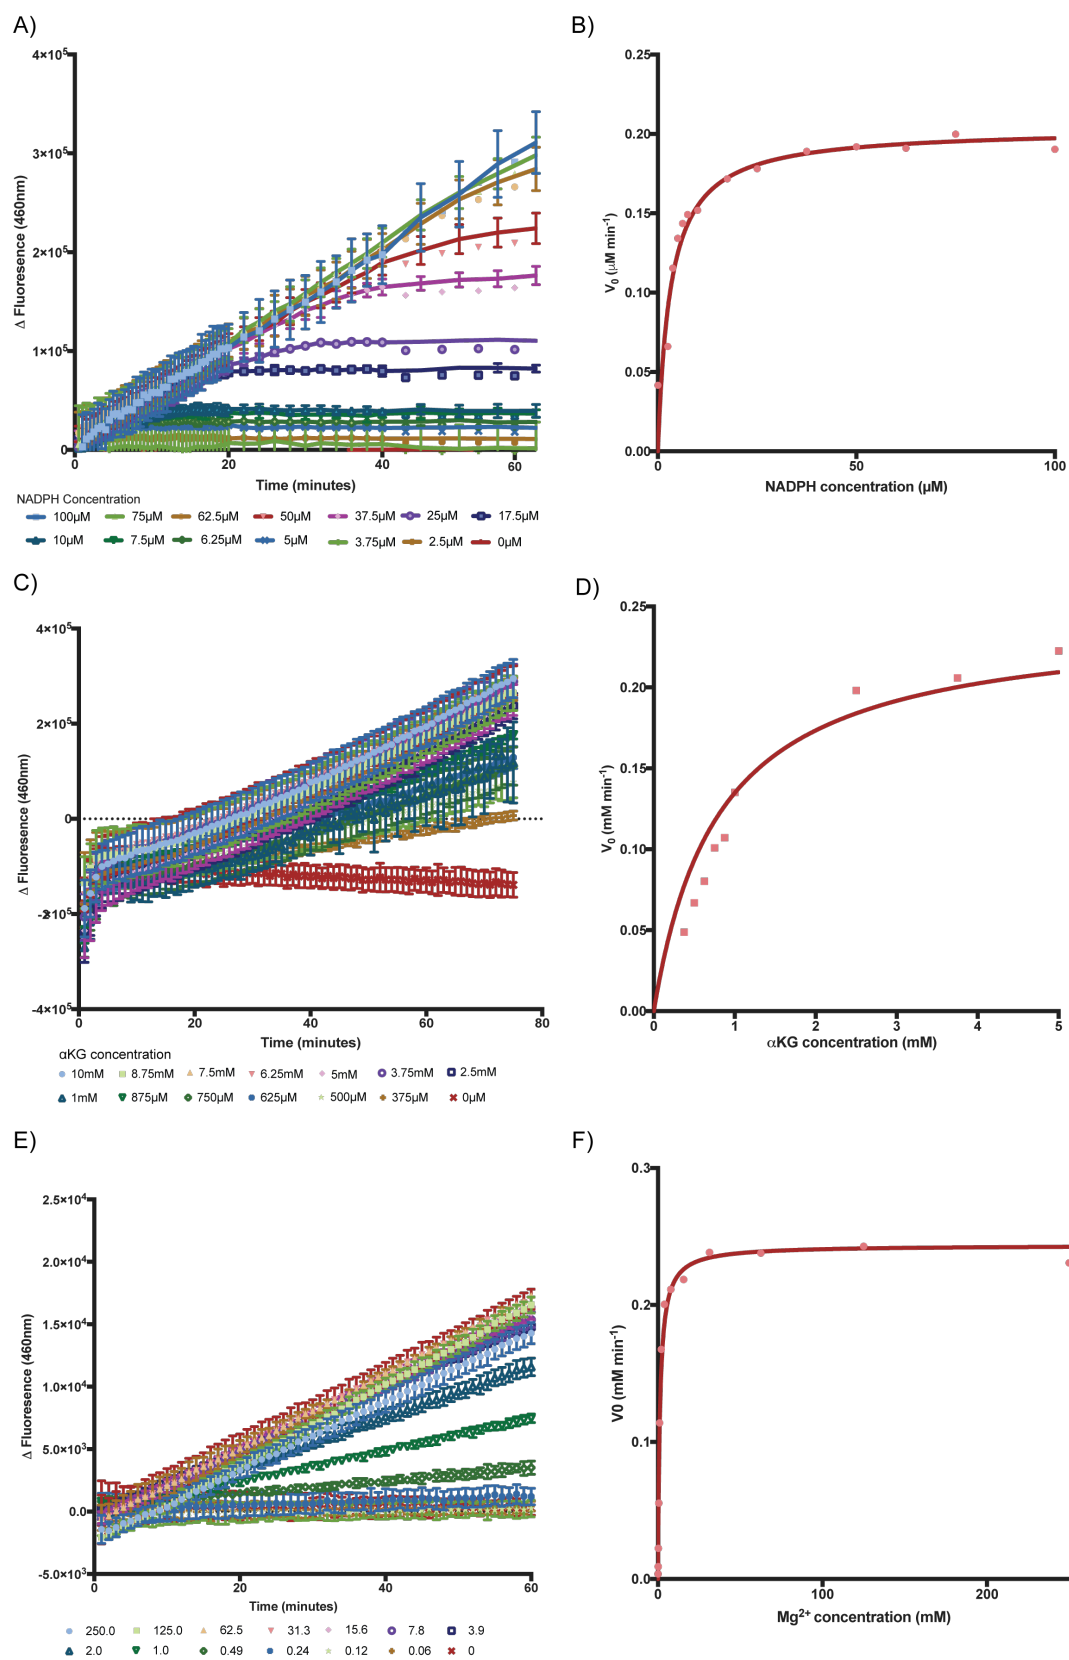 A)
4×10⁵
3×10⁵
2×10⁵
1×10⁵
0
Δ Fluoresence (460nm)
0 20 40 60
Time (minutes)
NADPH Concentration
100µM 75µM 62.5µM 50µM 37.5µM 25µM 17.5µM
10µM 7.5µM 6.25µM 5µM 3.75µM 2.5µM 0µM
B)
0.25
0.20
0.15
0.10
0.05
0.00
V₀ (µM min⁻¹)
0 50 100
NADPH concentration (µM)
C)
4×10⁵
2×10⁵
0
-2×10⁵
-4×10⁵
Δ Fluoresence (460nm)
0 20 40 60 80
Time (minutes)
αKG concentration
10mM 8.75mM 7.5mM 6.25mM 5mM 3.75mM 2.5mM
1mM 875µM 750µM 625µM 500µM 375µM 0µM
D)
0.25
0.20
0.15
0.10
0.05
0.00
V₀ (mM min⁻¹)
0 1 2 3 4 5
αKG concentration (mM)
E)
2.5×10⁴
2.0×10⁴
1.5×10⁴
1.0×10⁴
5.0×10³
0.0
-5.0×10³
Δ Fluoresence (460nm)
0 20 40 60
Time (minutes)
250.0 125.0 62.5 31.3 15.6 7.8 3.9
2.0 1.0 0.49 0.24 0.12 0.06 0
F)
0.3
0.2
0.1
0.0
V0 (mM min⁻¹)
0 100 200
Mg²⁺ concentration (mM)